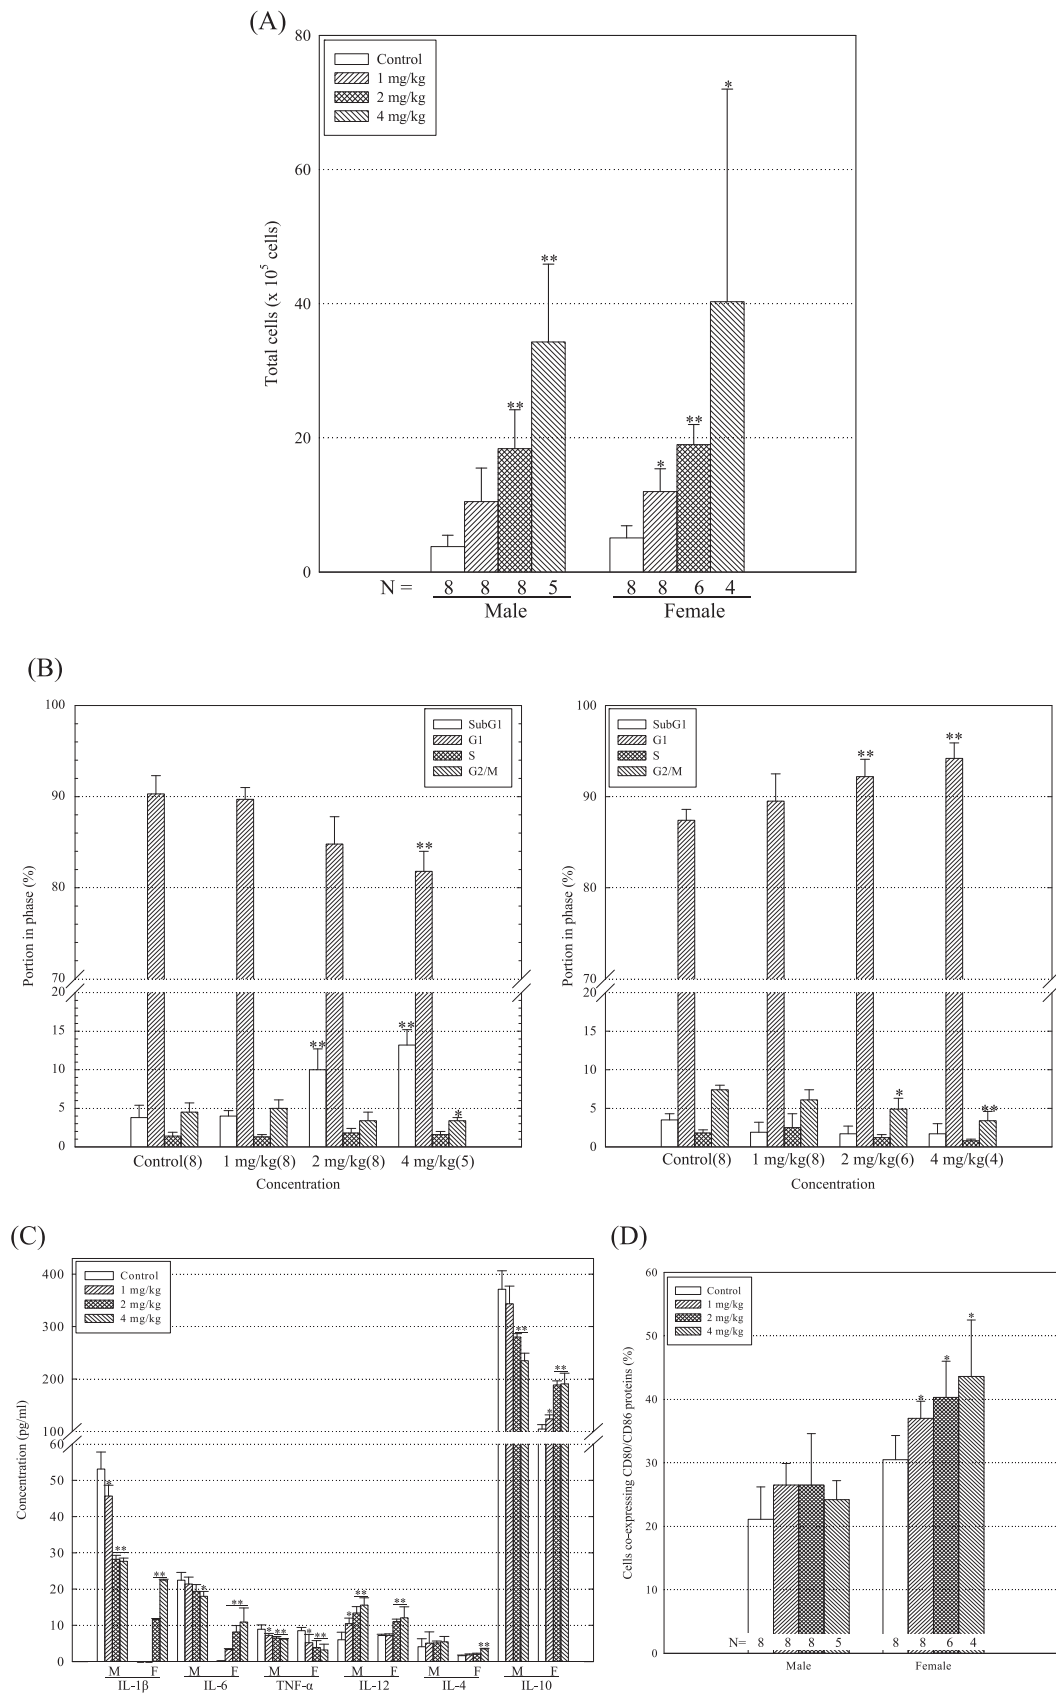 (A)
80
60
40
20
0
Total cells (x 10⁵ cells)
Control
1 mg/kg
2 mg/kg
4 mg/kg
** ** * ** *
N = 8 8 8 5 8 8 6 4
Male Female
(B)
100
90
80
70
20
15
10
5
0
Portion in phase (%)
SubG1
G1
S
G2/M
** ** ** *
Control(8) 1 mg/kg(8) 2 mg/kg(8) 4 mg/kg(5)
Concentration
100
90
80
70
20
15
10
5
0
Portion in phase (%)
SubG1
G1
S
G2/M
** ** * **
Control(8) 1 mg/kg(8) 2 mg/kg(6) 4 mg/kg(4)
Concentration
(C)
400
300
200
100
60
50
40
30
20
10
0
Concentration (pg/ml)
Control
1 mg/kg
2 mg/kg
4 mg/kg
* ** ** * ** * ** * ** * ** ** ** ** * **
M F M F M F M F M F M F
IL-1β IL-6 TNF-α IL-12 IL-4 IL-10
(D)
60
50
40
30
20
10
0
Cells co-expressing CD80/CD86 proteins (%)
Control
1 mg/kg
2 mg/kg
4 mg/kg
* * *
N= 8 8 8 5 8 8 6 4
Male Female